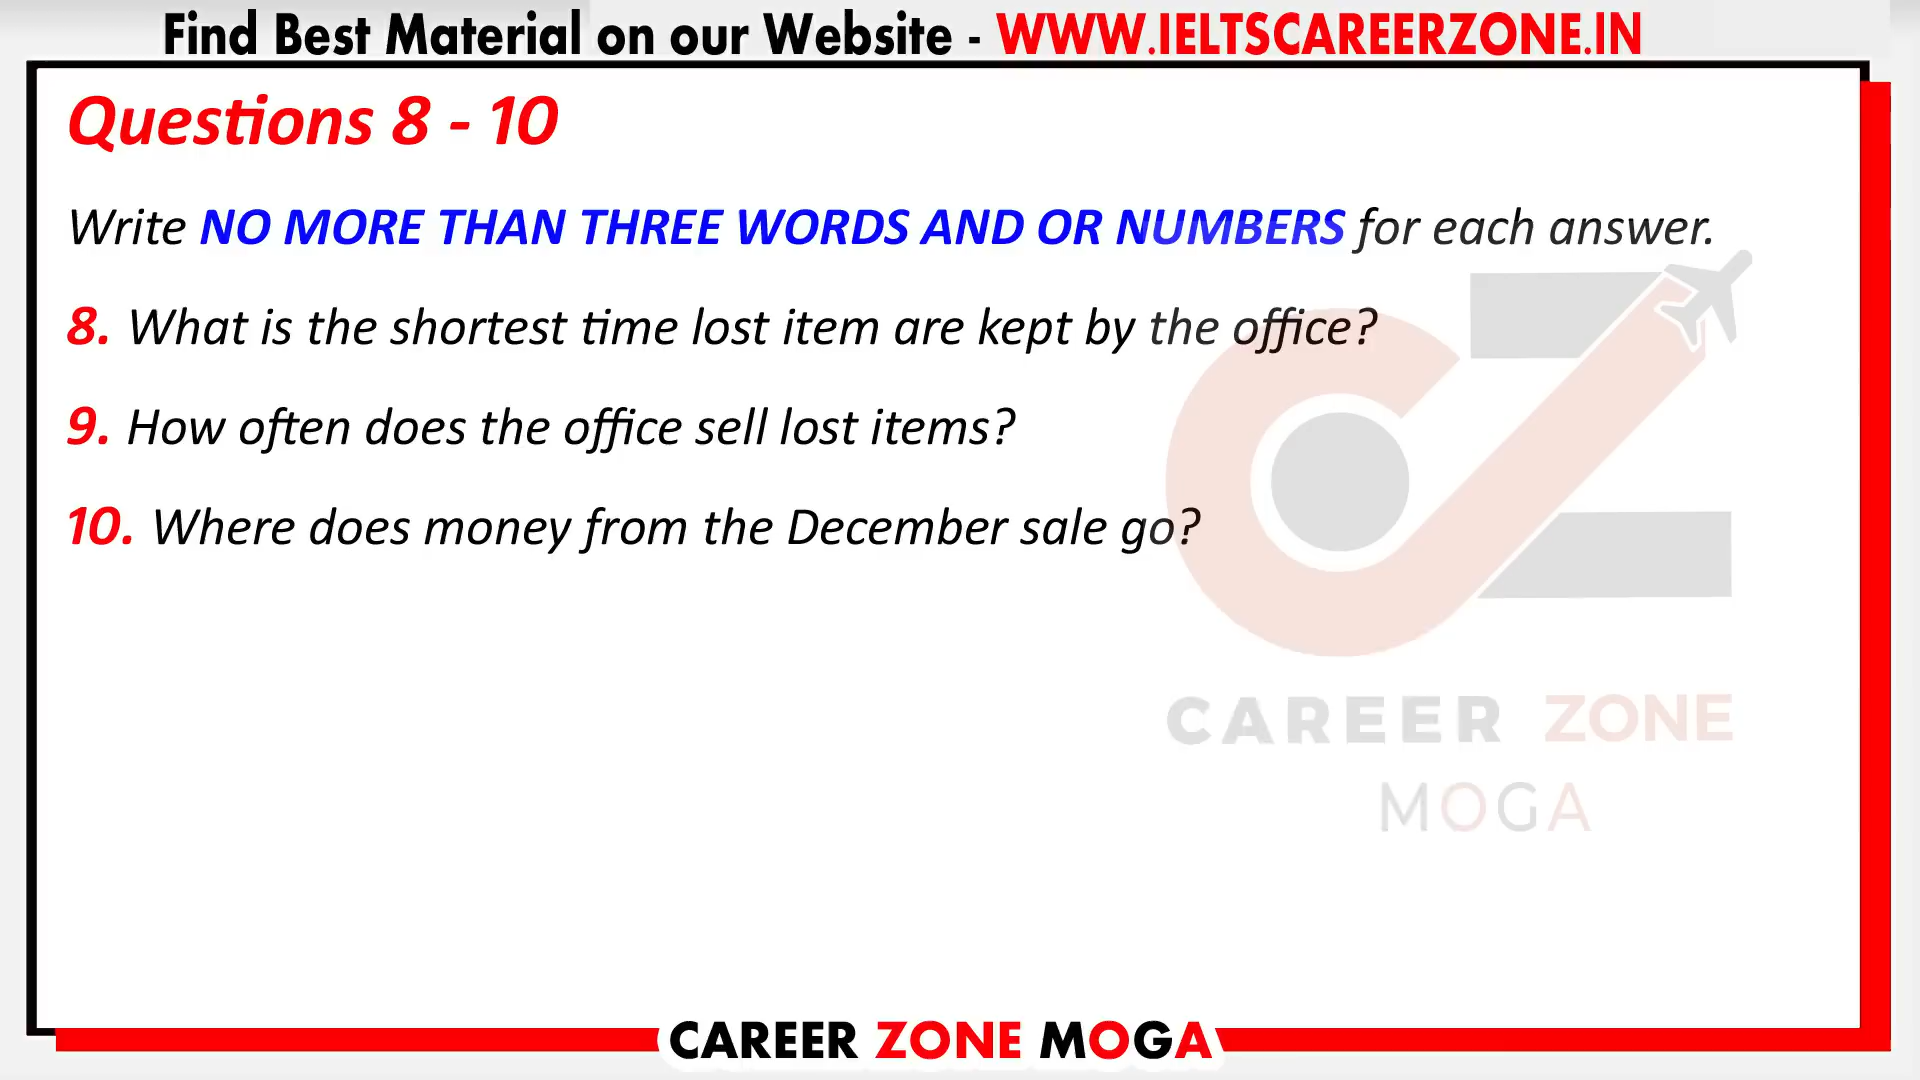 Find Best Material on our Website - WWW.IELTSCAREERZONE.IN
Questions 8 - 10
Write NO MORE THAN THREE WORDS AND OR NUMBERS for each answer.
8. What is the shortest time lost item are kept by the office?
9. How often does the office sell lost items?
10. Where does money from the December sale go?
CAREER ZONE
MOGA
CAREER ZONE MOGA